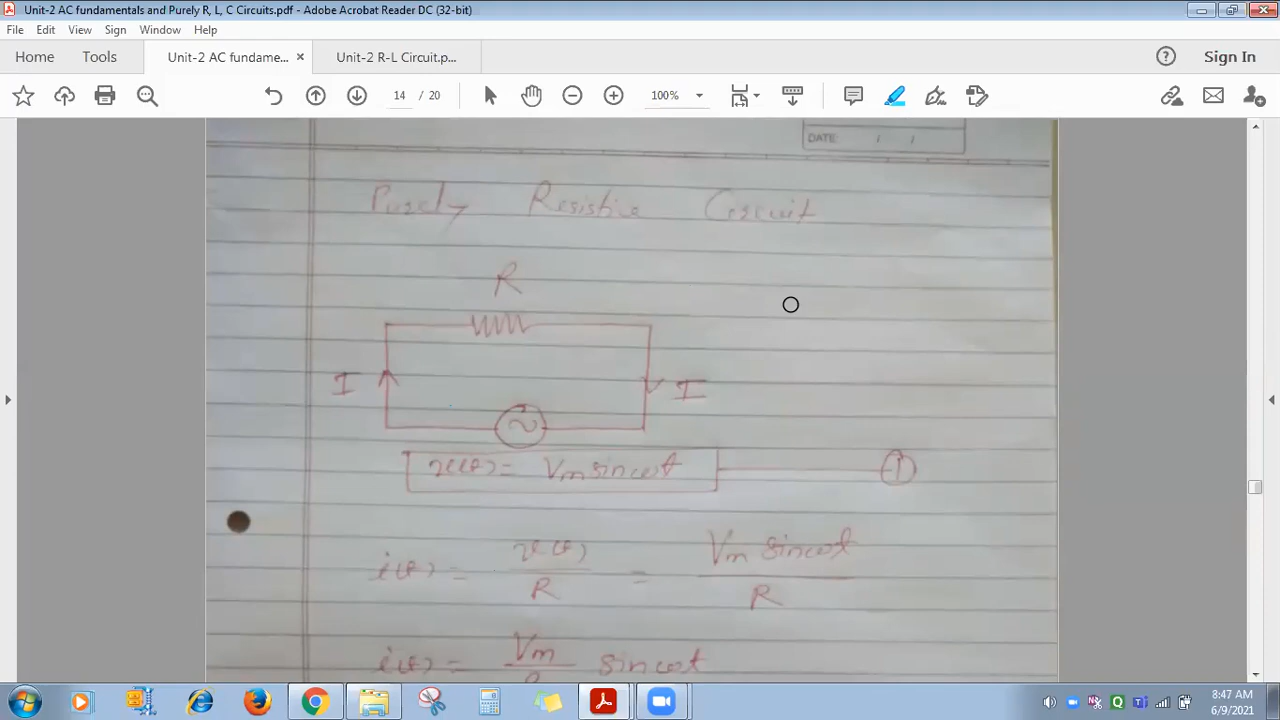 Unit-2 AC fundamentals and Purely R, L, C Circuits.pdf - Adobe Acrobat Reader DC (32-bit)
File Edit View Sign Window Help
Home Tools Unit-2 AC fundame... × Unit-2 R-L Circuit.p... ? Sign In
14 / 20 100%
DATE: / /
Purely Resistive Circuit
R
I I
v(t) = Vm sinωt 1
i(t) = v(t) / R = Vm sinωt / R
i(t) = Vm / R sinωt
8:47 AM
6/9/2021